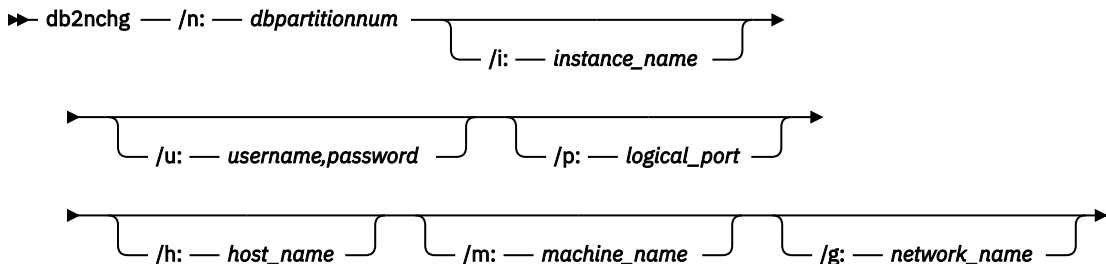 db2nchg — /n: — dbpartitionnum
/i: — instance_name
/u: — username,password — /p: — logical_port
/h: — host_name — /m: — machine_name — /g: — network_name